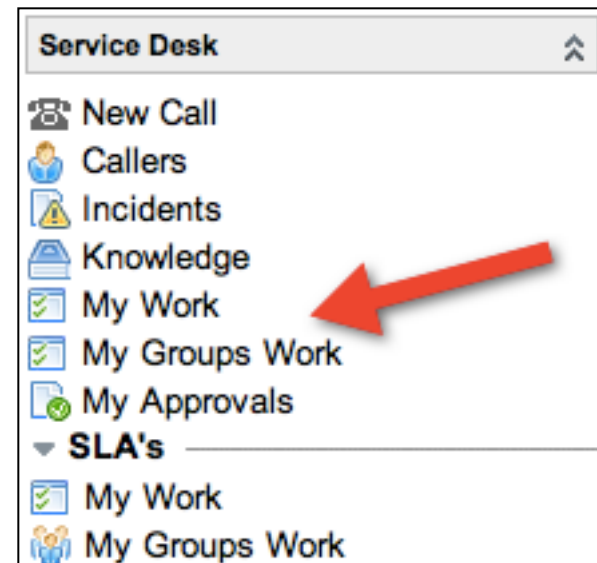 Service Desk
New Call
Callers
Incidents
Knowledge
My Work
My Groups Work
My Approvals
SLA's
My Work
My Groups Work